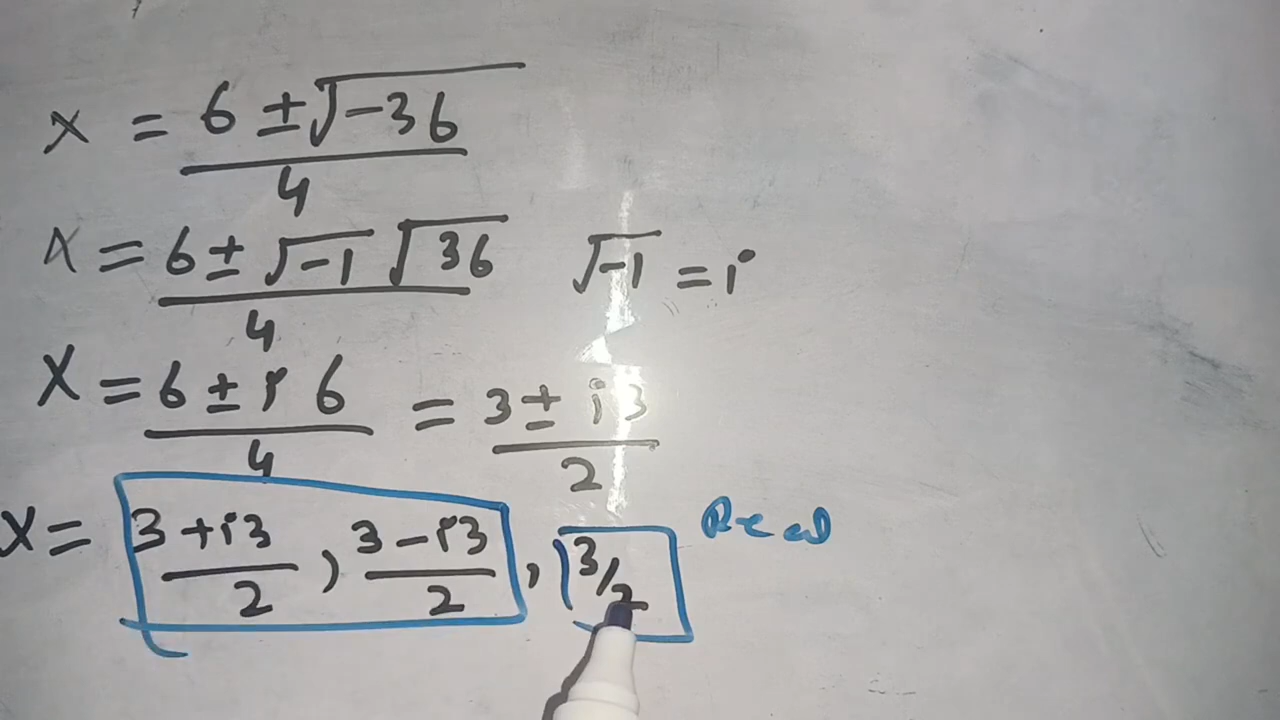 x = 6 ± √-36 / 4
x = 6 ± √-1 √36 / 4 √-1 = i
x = 6 ± i 6 / 4 = 3 ± i 3 / 2
x = 3 + i3 / 2 , 3 - i3 / 2 , 3/2 Real